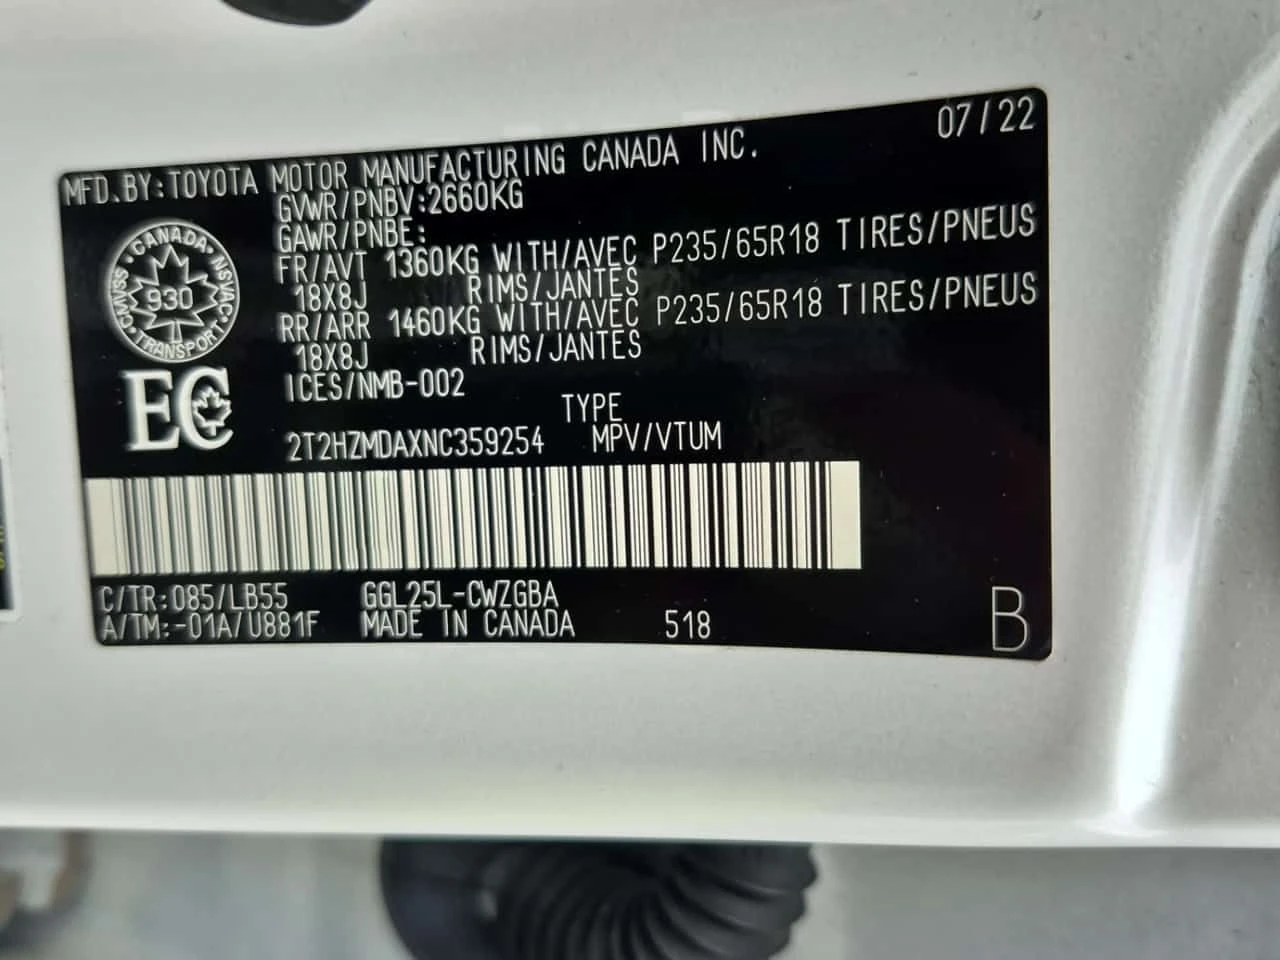 07/22
MFD.BY:TOYOTA MOTOR MANUFACTURING CANADA INC.
GVWR/PNBV:2660KG
GAWR/PNBE:
FR/AVT 1360KG WITH/AVEC P235/65R18 TIRES/PNEUS
18X8J RIMS/JANTES
RR/ARR 1460KG WITH/AVEC P235/65R18 TIRES/PNEUS
18X8J RIMS/JANTES
ICES/NMB-002
CANADA
CMVSS 930 NSVAC
TRANSPORT
EC
TYPE
2T2HZMDAXNC359254 MPV/VTUM
C/TR:085/LB55 GGL25L-CWZGBA
A/TM:-01A/U881F MADE IN CANADA 518 B